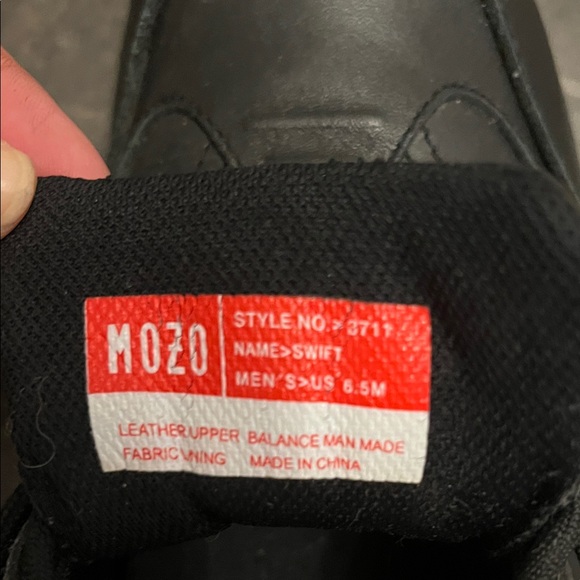 MOZO
STYLE NO.> 3711
NAME>SWIFT
MEN'S>US 8.5M
LEATHER UPPER BALANCE MAN MADE
FABRIC LINING MADE IN CHINA